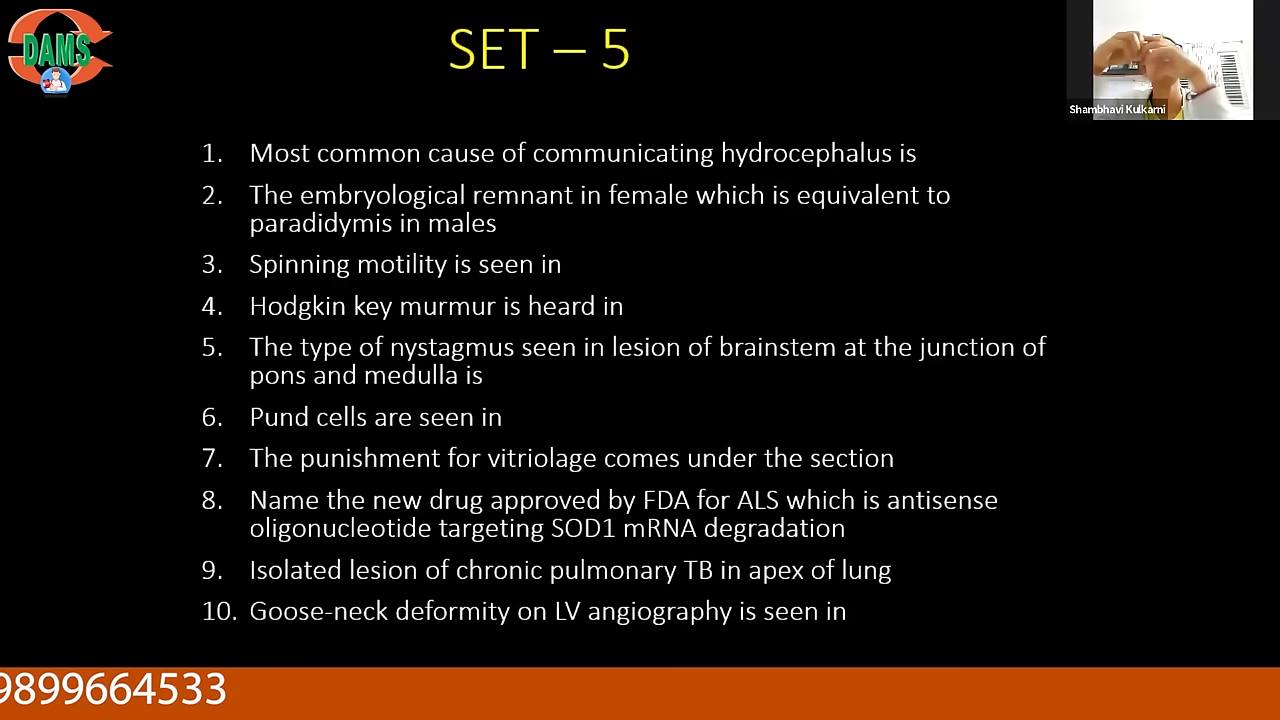 DAMS
SET – 5
Shambhavi Kulkarni
1. Most common cause of communicating hydrocephalus is
2. The embryological remnant in female which is equivalent to
paradidymis in males
3. Spinning motility is seen in
4. Hodgkin key murmur is heard in
5. The type of nystagmus seen in lesion of brainstem at the junction of
pons and medulla is
6. Pund cells are seen in
7. The punishment for vitriolage comes under the section
8. Name the new drug approved by FDA for ALS which is antisense
oligonucleotide targeting SOD1 mRNA degradation
9. Isolated lesion of chronic pulmonary TB in apex of lung
10. Goose-neck deformity on LV angiography is seen in
9899664533